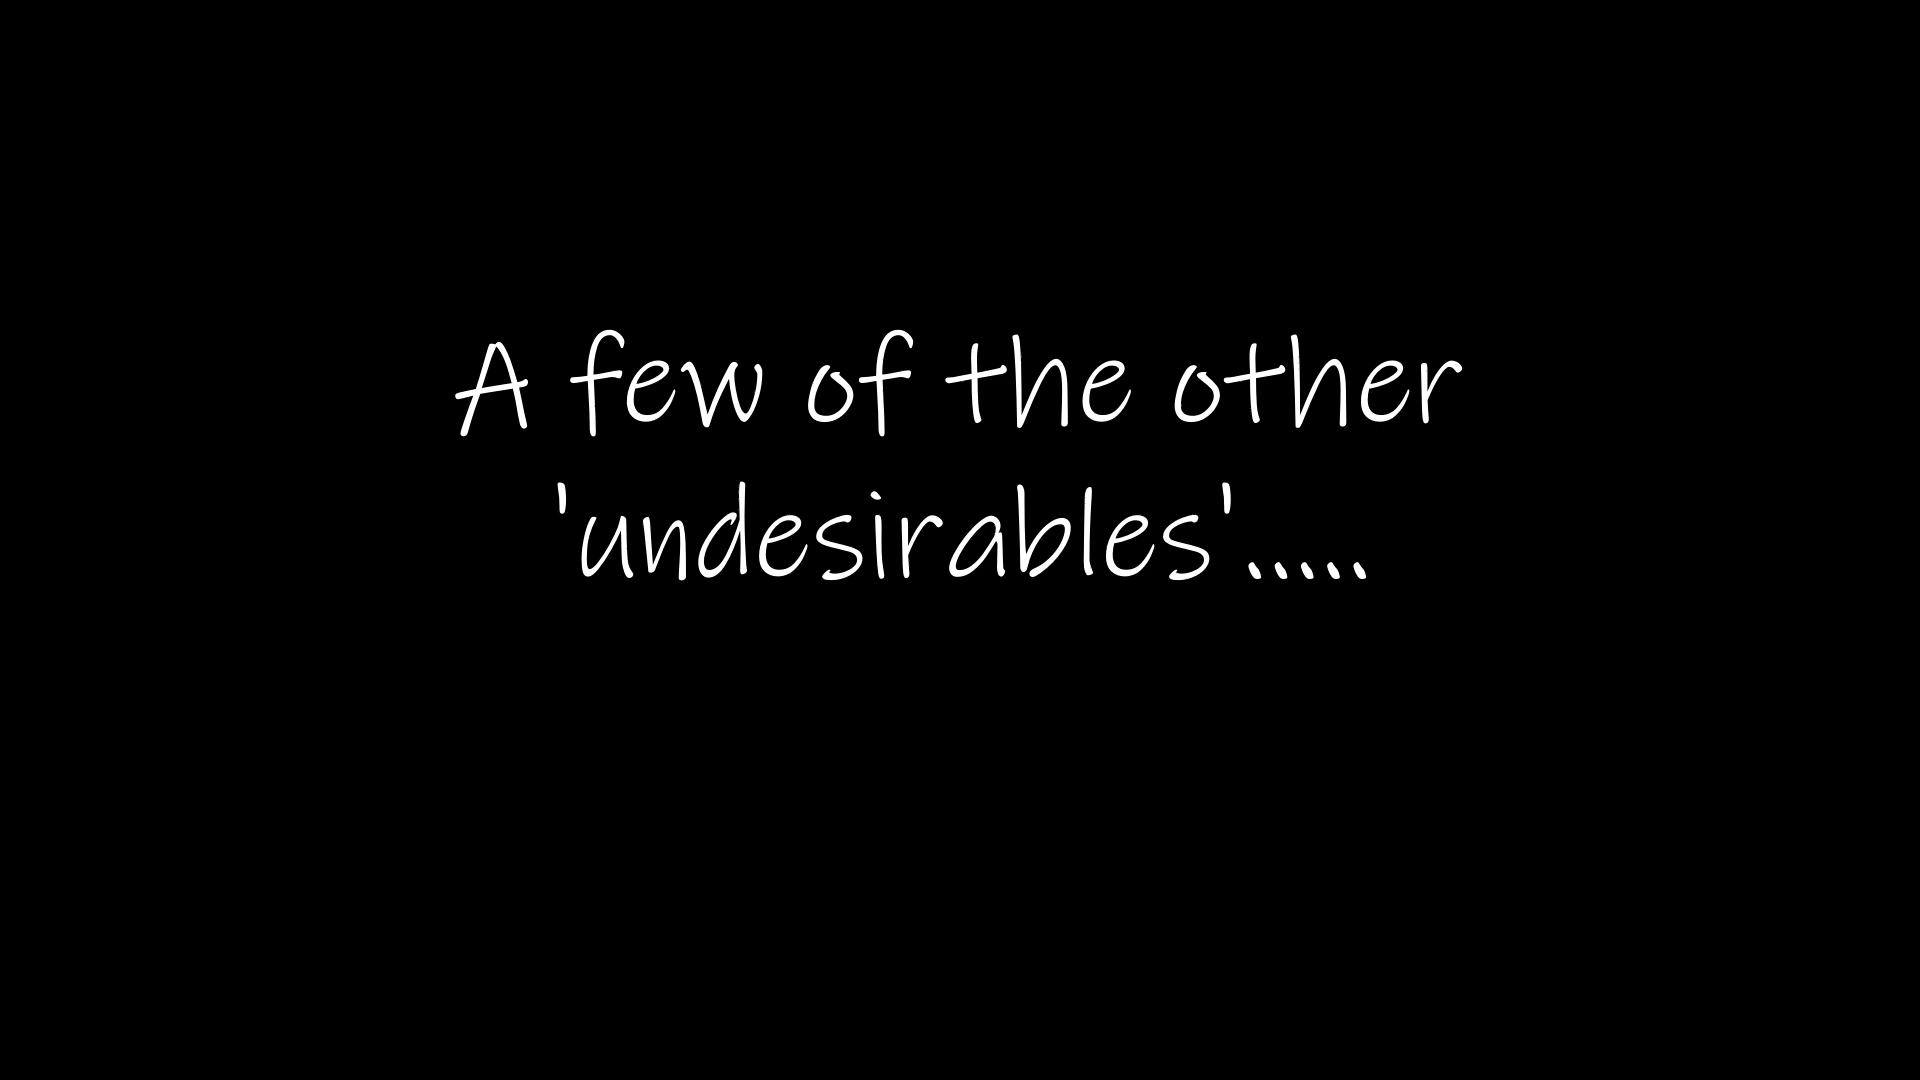 A few of the other
'undesirables'.....